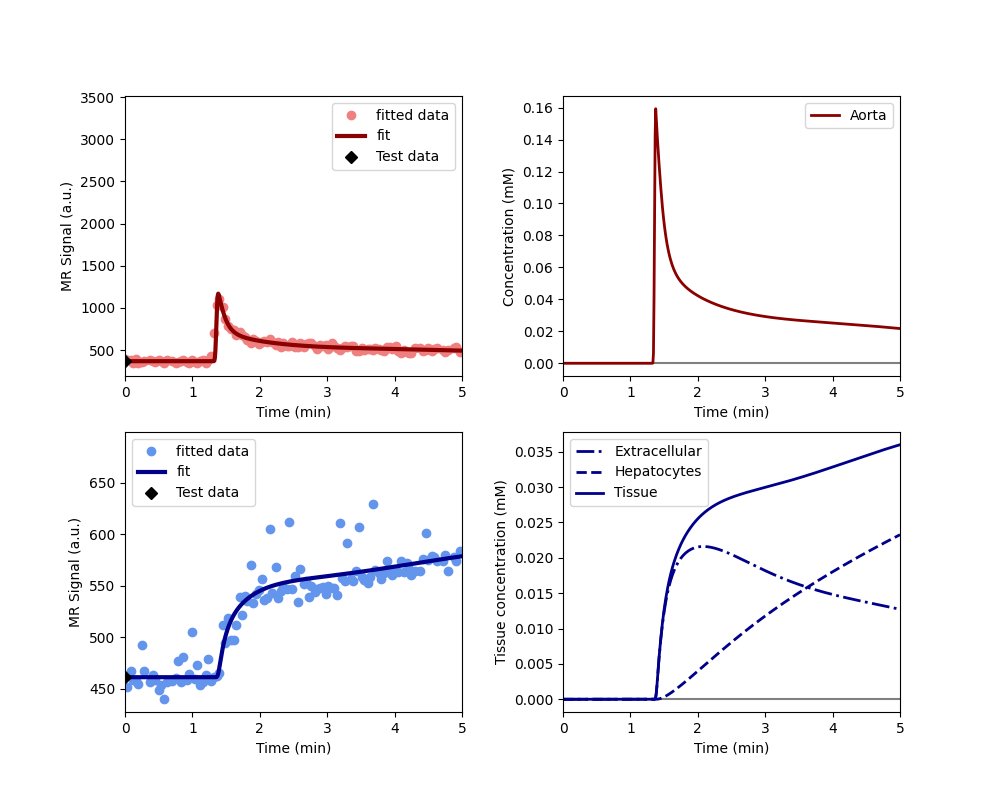 3500
3000
2500
2000
1500
1000
500
MR Signal (a.u.)
fitted data
fit
Test data
0 1 2 3 4 5
Time (min)
0.16
0.14
0.12
0.10
0.08
0.06
0.04
0.02
0.00
Concentration (mM)
Aorta
0 1 2 3 4 5
Time (min)
650
600
550
500
450
MR Signal (a.u.)
fitted data
fit
Test data
0 1 2 3 4 5
Time (min)
0.035
0.030
0.025
0.020
0.015
0.010
0.005
0.000
Tissue concentration (mM)
Extracellular
Hepatocytes
Tissue
0 1 2 3 4 5
Time (min)